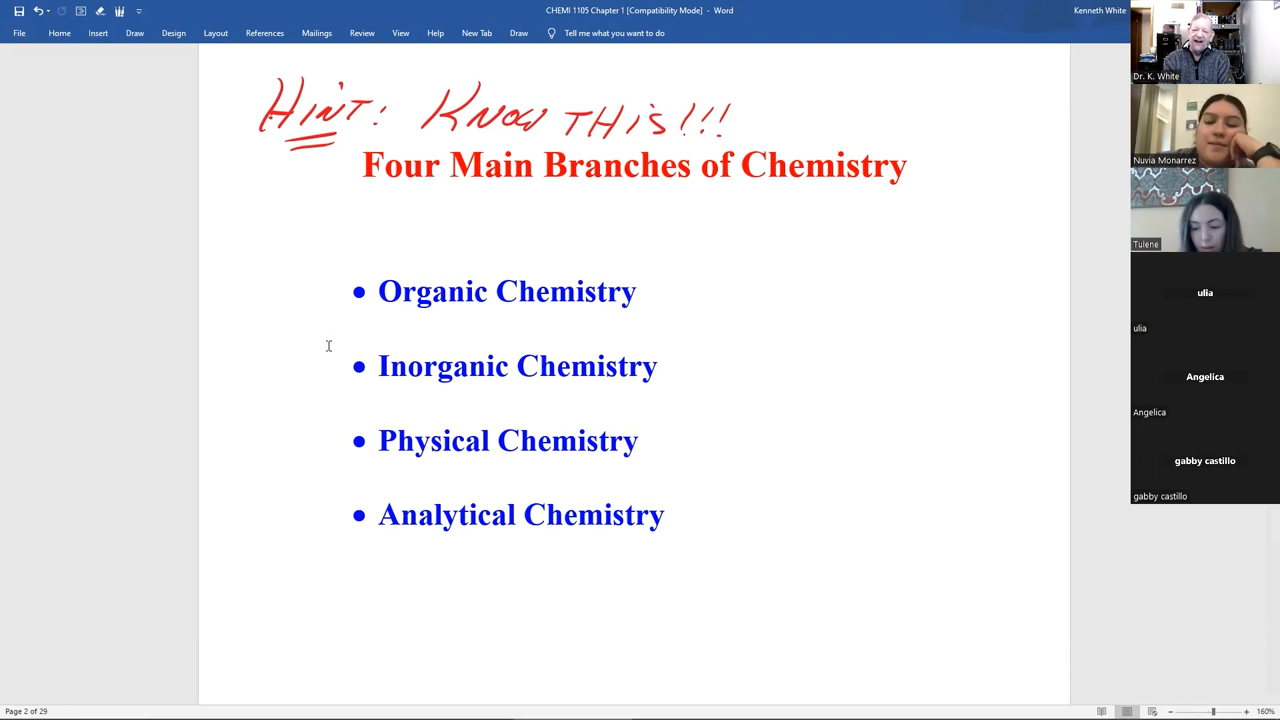 CHEMI 1105 Chapter 1 [Compatibility Mode] - Word
Kenneth White
File Home Insert Draw Design Layout References Mailings Review View Help New Tab Draw Tell me what you want to do
HINT: KNOW THIS!!!
Four Main Branches of Chemistry
• Organic Chemistry
• Inorganic Chemistry
• Physical Chemistry
• Analytical Chemistry
Dr. K. White
Nuvia Monarrez
Tulene
ulia
ulia
Angelica
Angelica
gabby castillo
gabby castillo
Page 2 of 29
160%